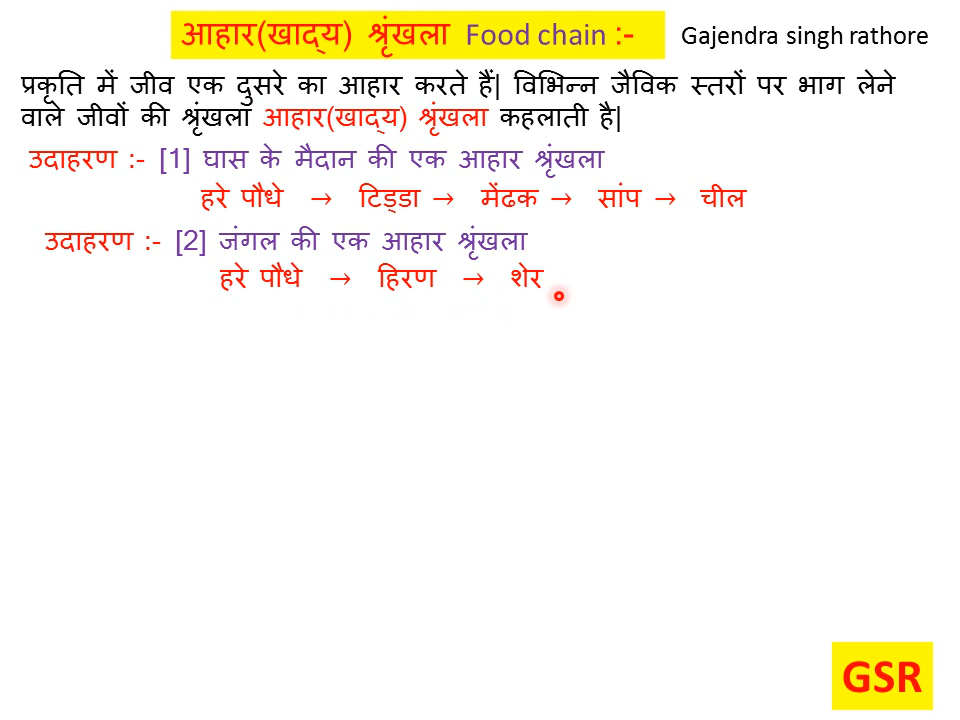 आहार(खाद्य) श्रृंखला Food chain :-
Gajendra singh rathore
प्रकृति में जीव एक दुसरे का आहार करते हैं| विभिन्न जैविक स्तरों पर भाग लेने
वाले जीवों की श्रृंखला आहार(खाद्य) श्रृंखला कहलाती है|
उदाहरण :- [1] घास के मैदान की एक आहार श्रृंखला
हरे पौधे → टिड्डा → मेंढक → सांप → चील
उदाहरण :- [2] जंगल की एक आहार श्रृंखला
हरे पौधे → हिरण → शेर
GSR